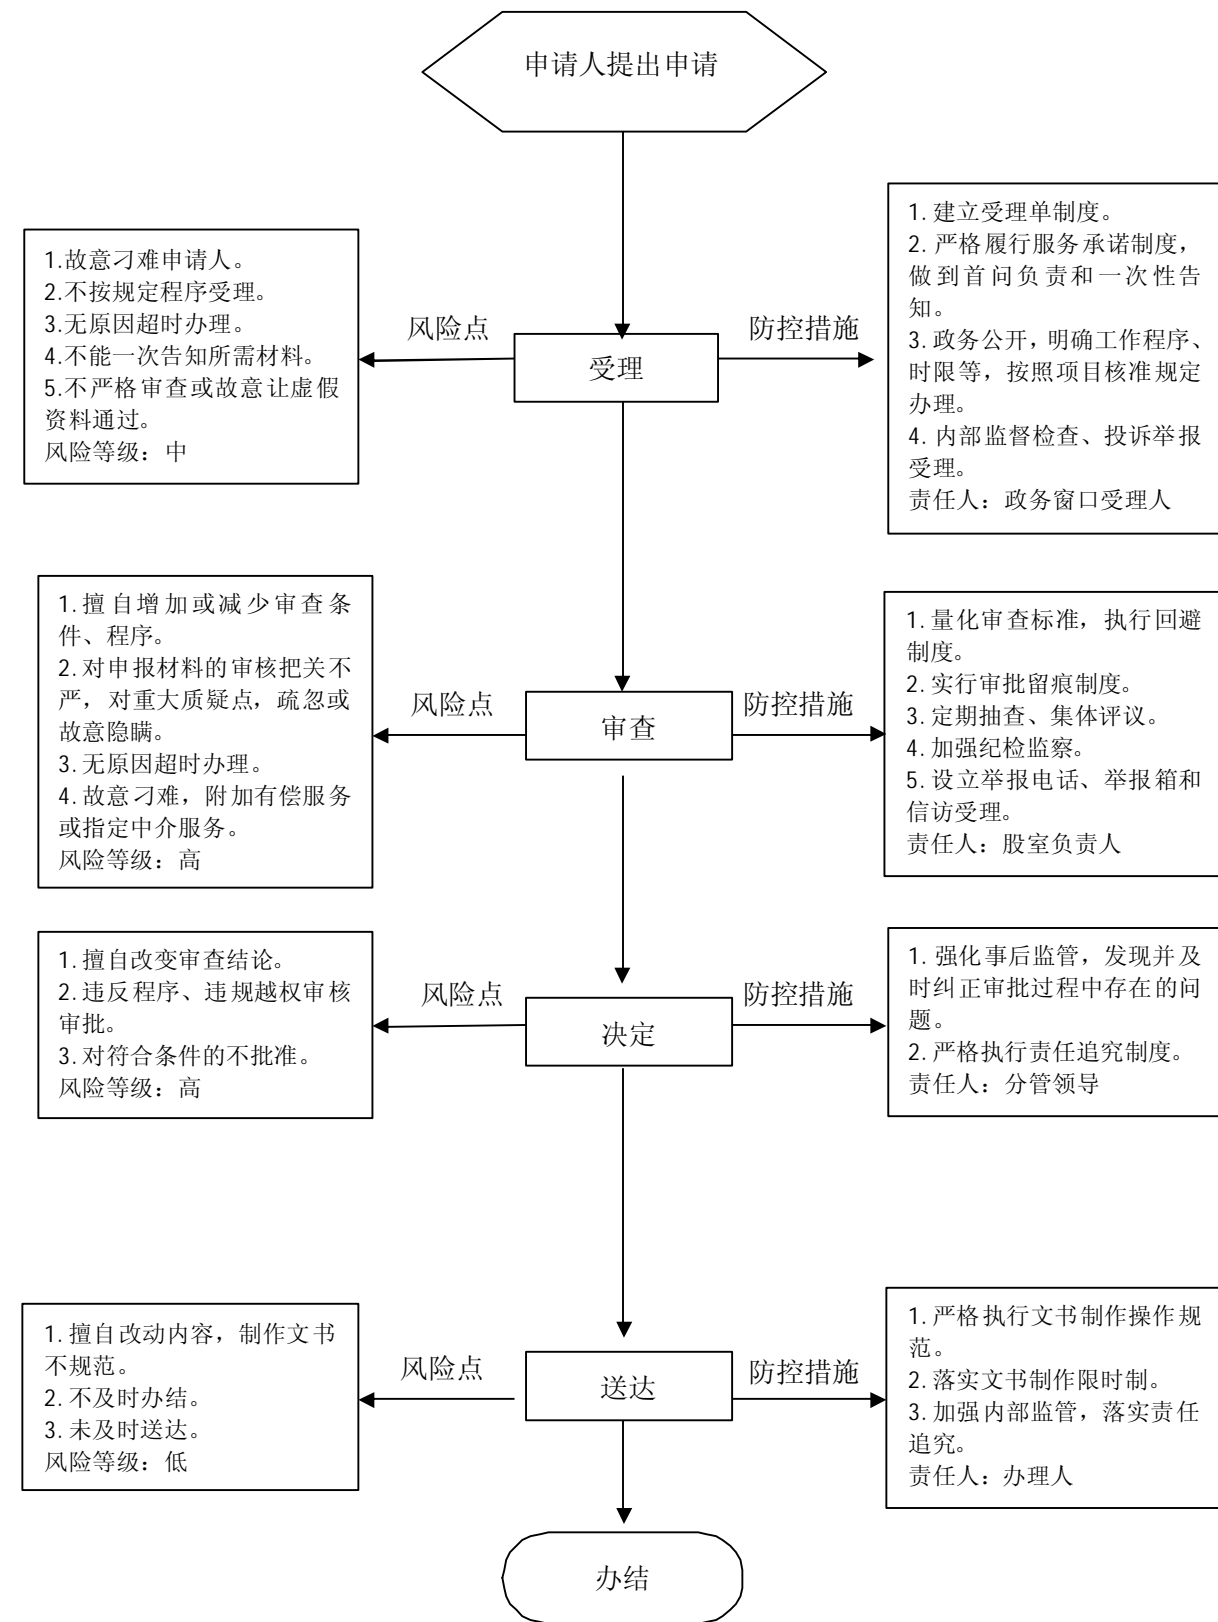 申请人提出申请
1.故意刁难申请人。
2.不按规定程序受理。
3.无原因超时办理。
4.不能一次告知所需材料。
5.不严格审查或故意让虚假
资料通过。
风险等级：中
风险点
受理
防控措施
1. 建立受理单制度。
2. 严格履行服务承诺制度，
做到首问负责和一次性告
知。
3. 政务公开，明确工作程序、
时限等，按照项目核准规定
办理。
4. 内部监督检查、投诉举报
受理。
责任人：政务窗口受理人
1. 擅自增加或减少审查条
件、程序。
2. 对申报材料的审核把关不
严，对重大质疑点，疏忽或
故意隐瞒。
3. 无原因超时办理。
4. 故意刁难，附加有偿服务
或指定中介服务。
风险等级：高
风险点
审查
防控措施
1. 量化审查标准，执行回避
制度。
2. 实行审批留痕制度。
3. 定期抽查、集体评议。
4. 加强纪检监察。
5. 设立举报电话、举报箱和
信访受理。
责任人：股室负责人
1. 擅自改变审查结论。
2. 违反程序、违规越权审核
审批。
3. 对符合条件的不批准。
风险等级：高
风险点
决定
防控措施
1. 强化事后监管，发现并及
时纠正审批过程中存在的问
题。
2. 严格执行责任追究制度。
责任人：分管领导
1. 擅自改动内容，制作文书
不规范。
2. 不及时办结。
3. 未及时送达。
风险等级：低
风险点
送达
防控措施
1. 严格执行文书制作操作规
范。
2. 落实文书制作限时制。
3. 加强内部监管，落实责任
追究。
责任人：办理人
办结